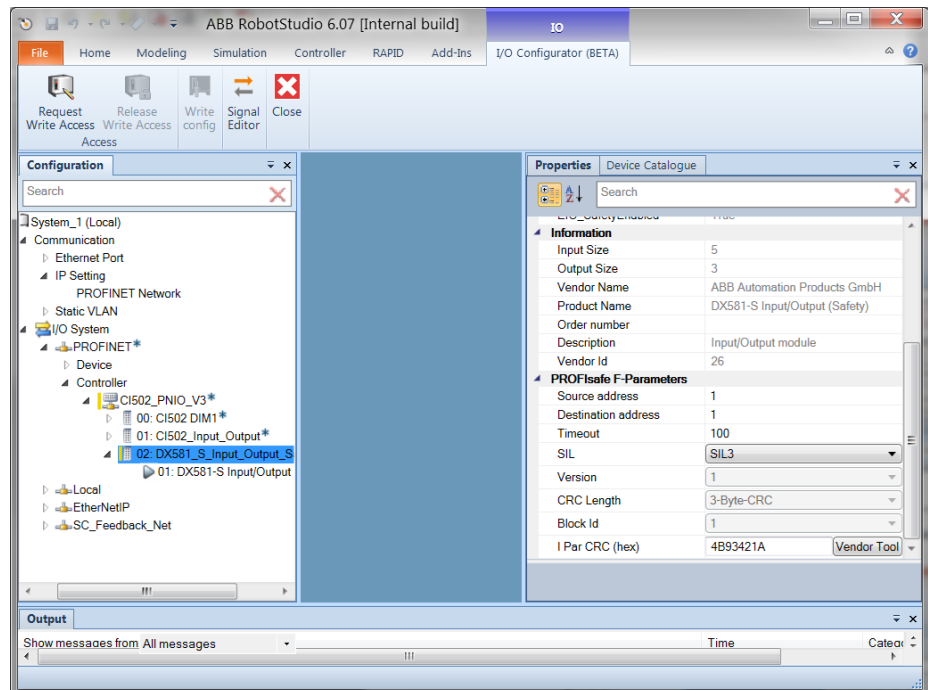 ABB RobotStudio 6.07 [Internal build]
IO
File Home Modeling Simulation Controller RAPID Add-Ins I/O Configurator (BETA)
Request Write Access
Release Write Access
Write config
Signal Editor
Close
Access
Configuration
Search
System_1 (Local)
Communication
Ethernet Port
IP Setting
PROFINET Network
Static VLAN
I/O System
PROFINET*
Device
Controller
CI502_PNIO_V3*
00: CI502 DIM1*
01: CI502_Input_Output*
02: DX581_S_Input_Output_S
01: DX581-S Input/Output
Local
EtherNetIP
SC_Feedback_Net
Properties Device Catalogue
Search
EIO_SafetyEnabled True
Information
Input Size 5
Output Size 3
Vendor Name ABB Automation Products GmbH
Product Name DX581-S Input/Output (Safety)
Order number
Description Input/Output module
Vendor Id 26
PROFIsafe F-Parameters
Source address 1
Destination address 1
Timeout 100
SIL SIL3
Version 1
CRC Length 3-Byte-CRC
Block Id 1
I Par CRC (hex) 4B93421A Vendor Tool
Output
Show messages from All messages Time